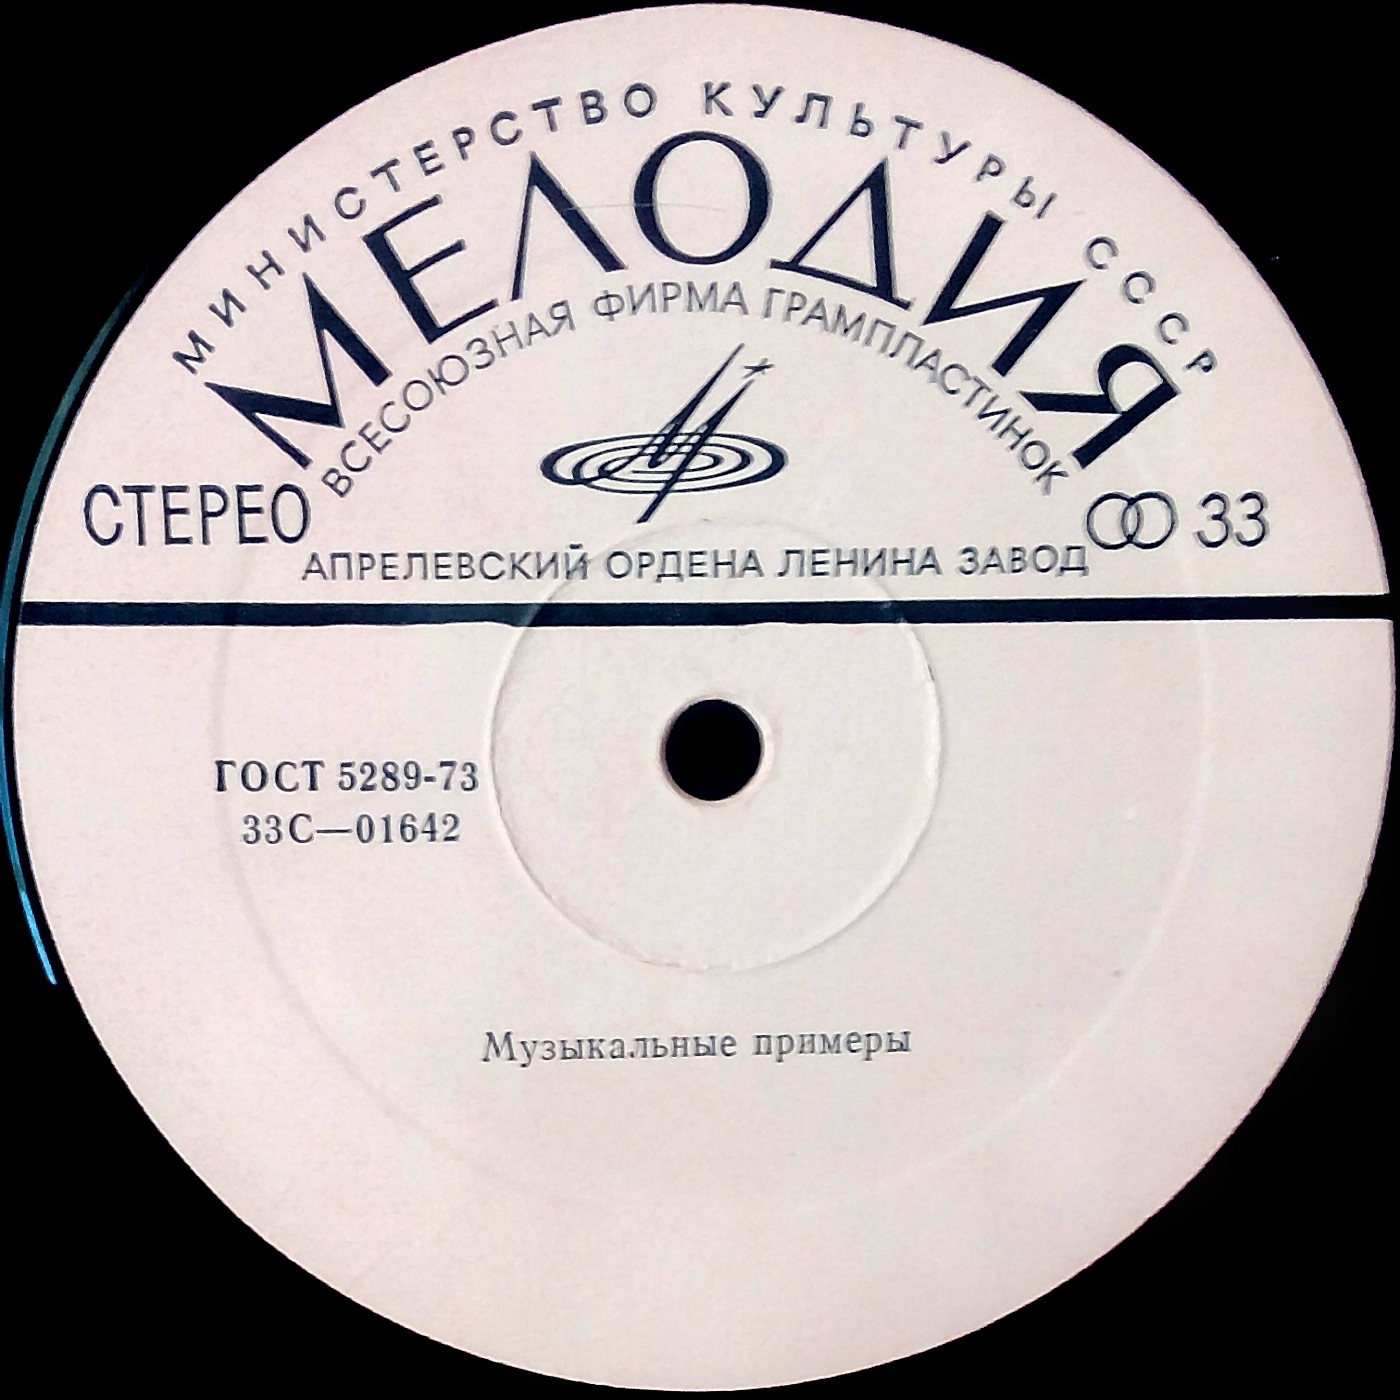 МИНИСТЕРСТВО КУЛЬТУРЫ СССР
МЕЛОДИЯ
ВСЕСОЮЗНАЯ ФИРМА ГРАМПЛАСТИНОК
СТЕРЕО
33
АПРЕЛЕВСКИЙ ОРДЕНА ЛЕНИНА ЗАВОД
ГОСТ 5289-73
33С—01642
Музыкальные примеры